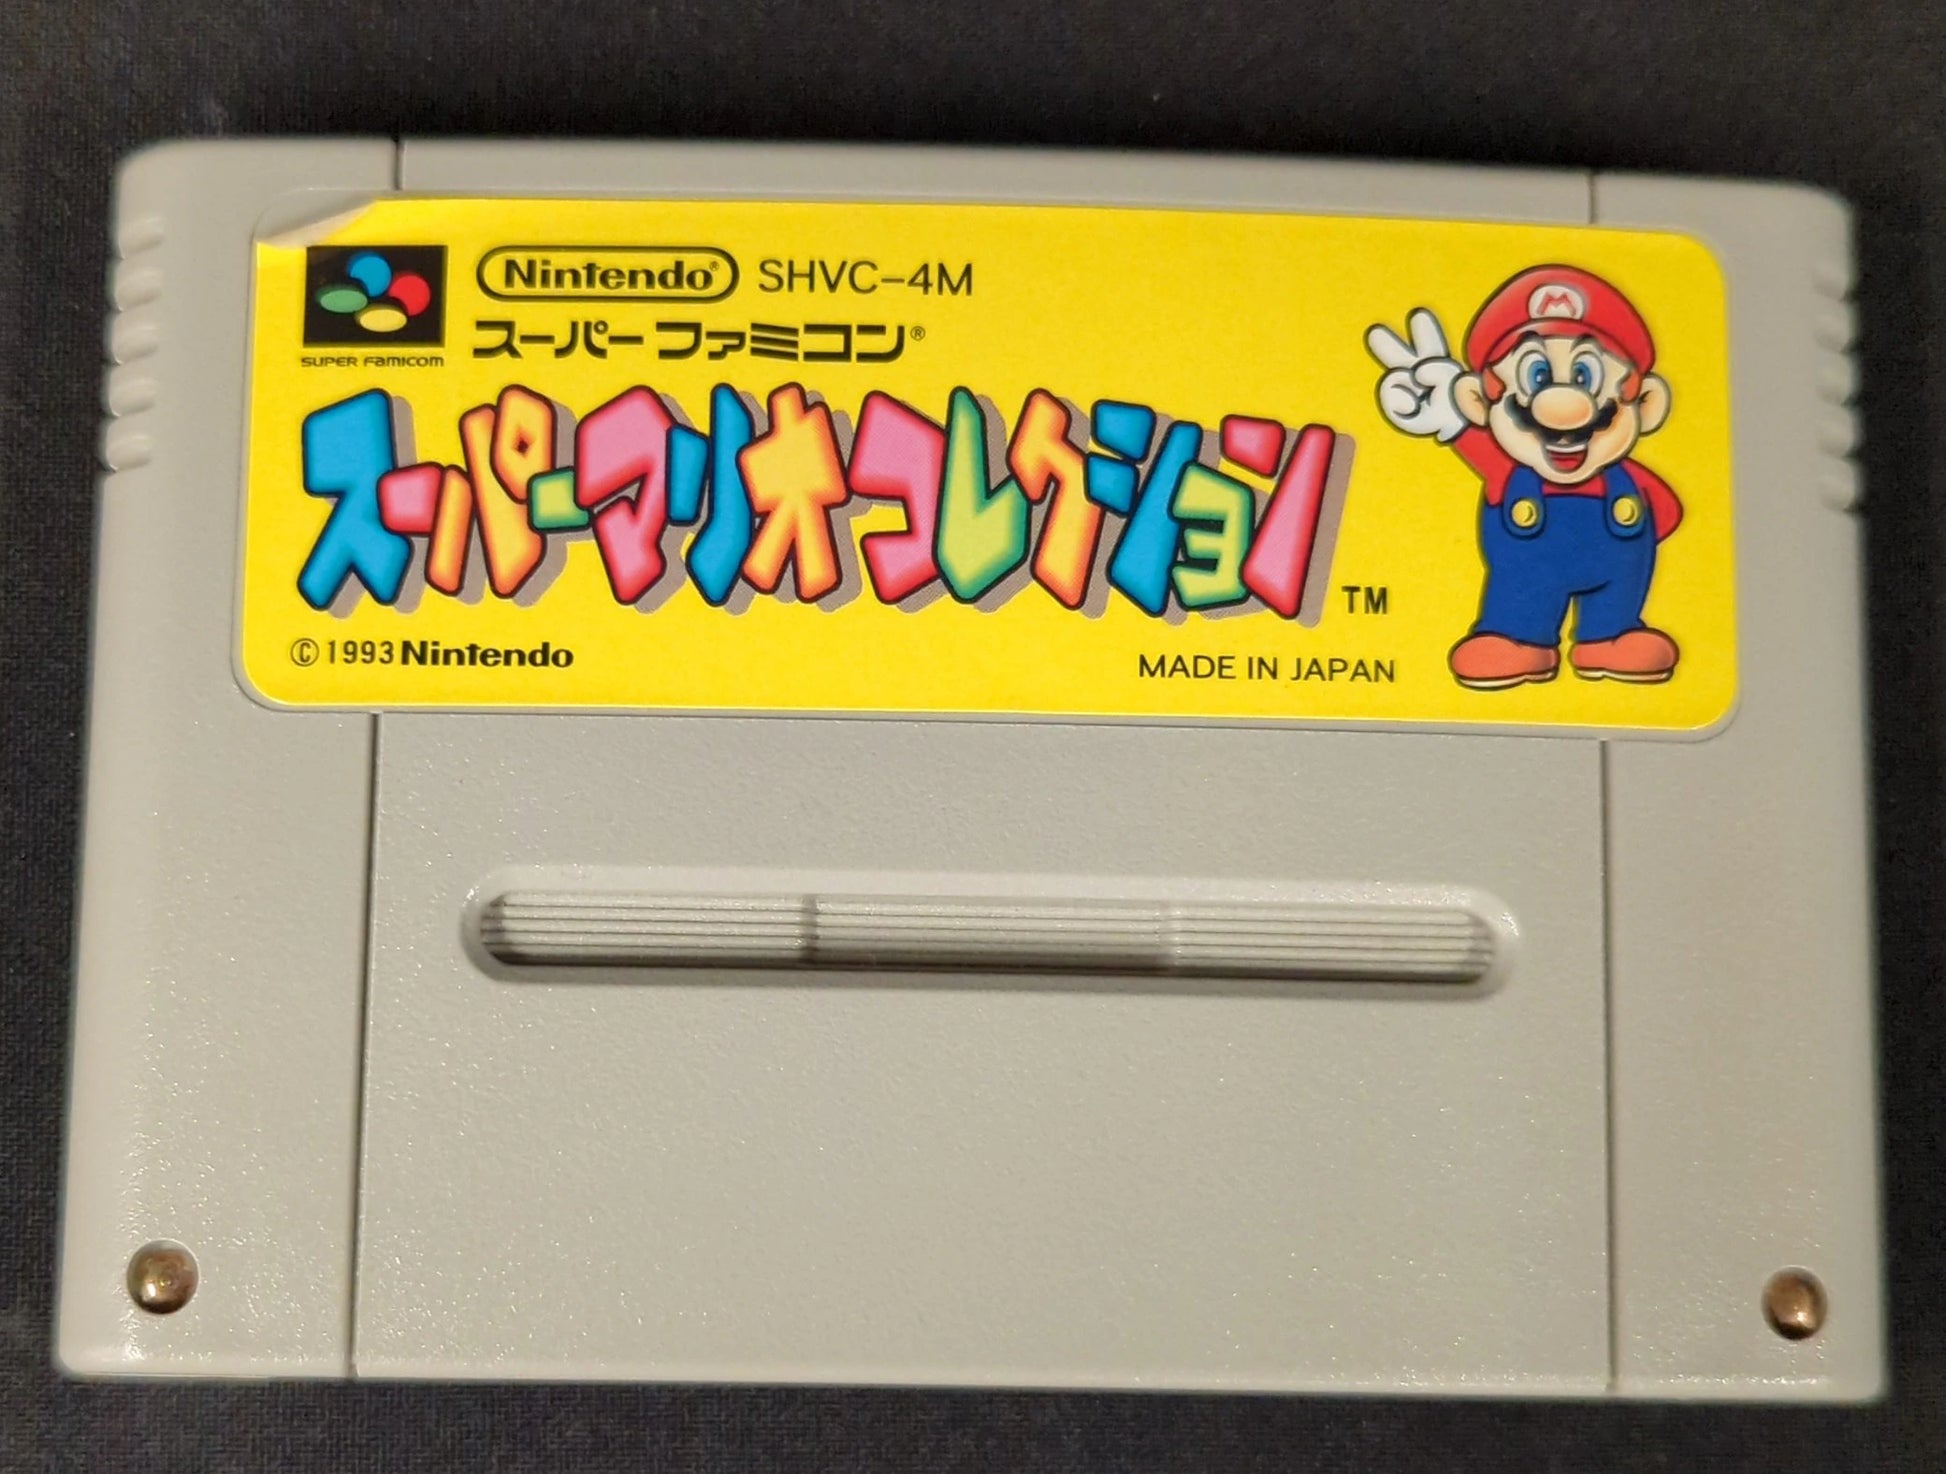 Nintendo® SHVC-4M
SUPER FAMICOM
スーパーファミコン®
スーパーマリオコレクション TM
M
©1993 Nintendo
MADE IN JAPAN